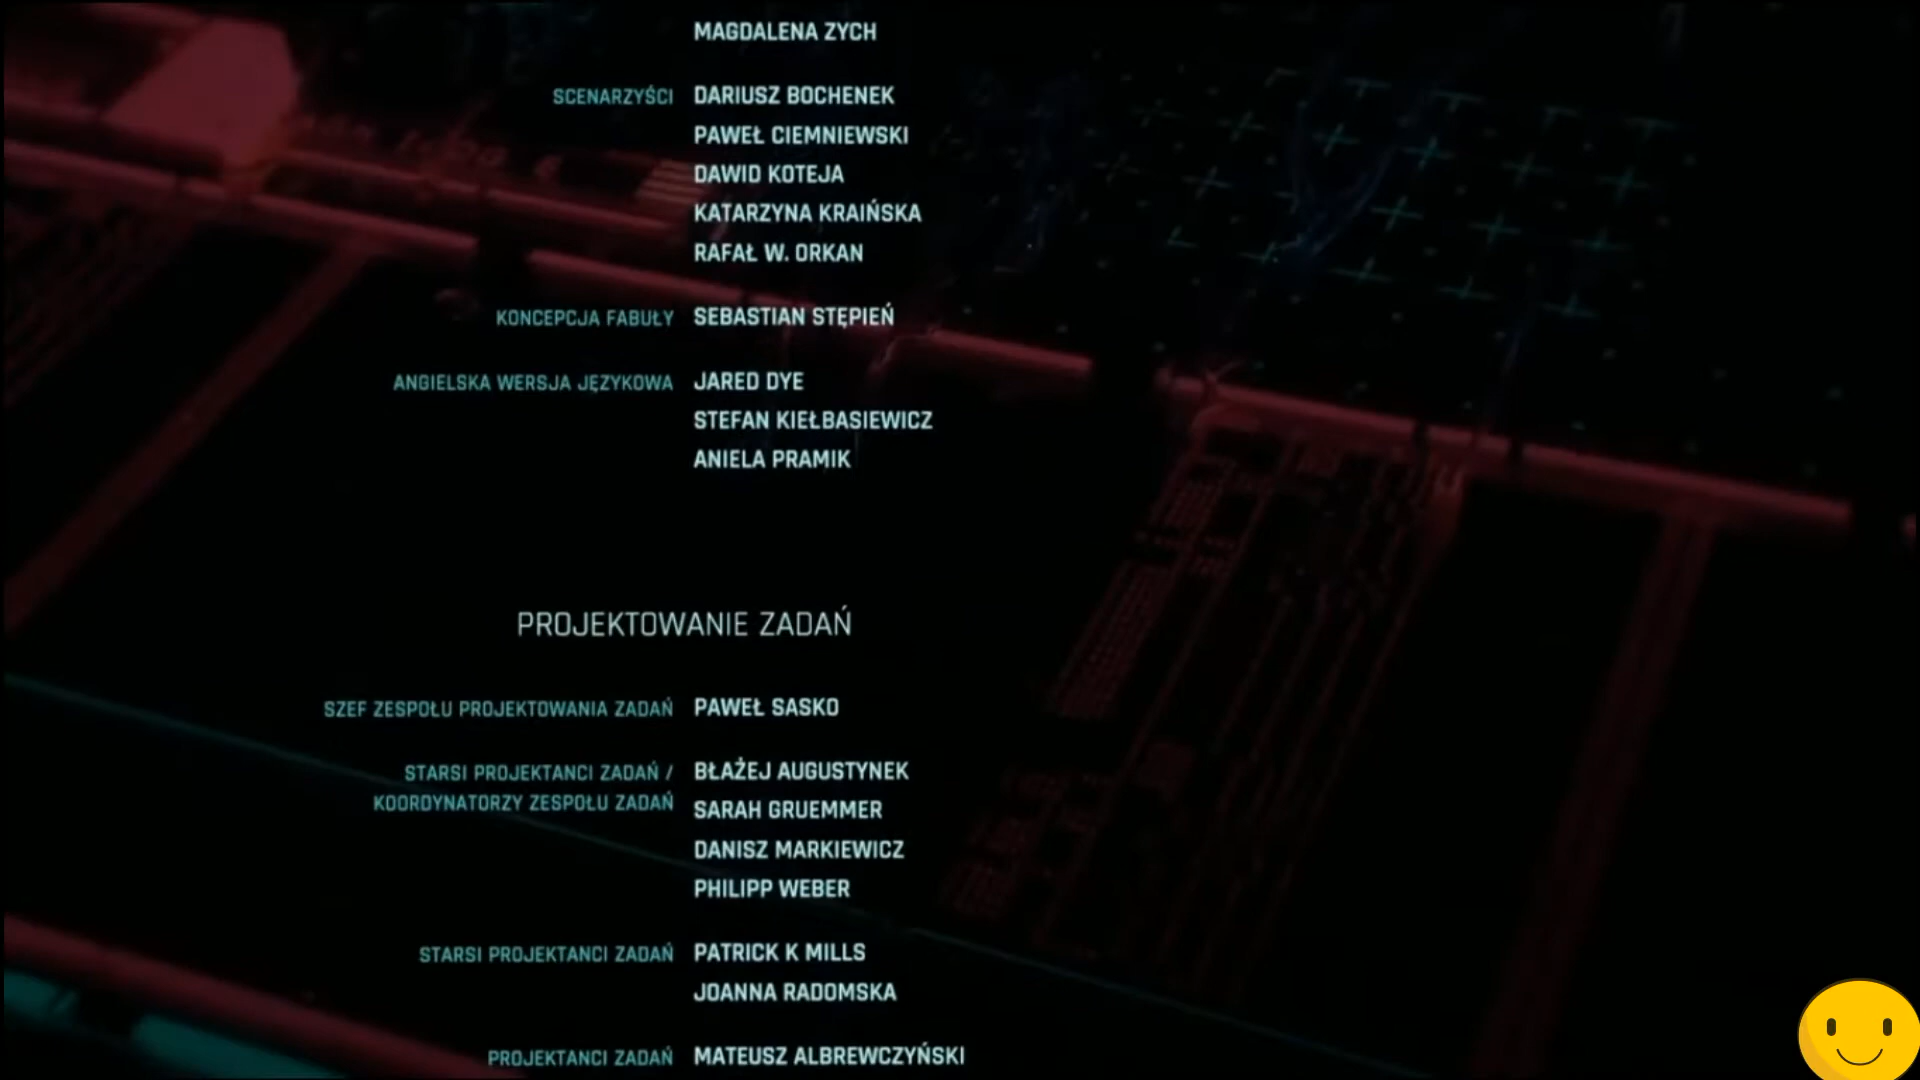 MAGDALENA ZYCH
SCENARZYŚCI DARIUSZ BOCHENEK
PAWEŁ CIEMNIEWSKI
DAWID KOTEJA
KATARZYNA KRAIŃSKA
RAFAŁ W. ORKAN
KONCEPCJA FABUŁY SEBASTIAN STĘPIEŃ
ANGIELSKA WERSJA JĘZYKOWA JARED DYE
STEFAN KIEŁBASIEWICZ
ANIELA PRAMIK
PROJEKTOWANIE ZADAŃ
SZEF ZESPOŁU PROJEKTOWANIA ZADAŃ PAWEŁ SASKO
STARSI PROJEKTANCI ZADAŃ / BŁAŻEJ AUGUSTYNEK
KOORDYNATORZY ZESPOŁU ZADAŃ SARAH GRUEMMER
DANISZ MARKIEWICZ
PHILIPP WEBER
STARSI PROJEKTANCI ZADAŃ PATRICK K MILLS
JOANNA RADOMSKA
PROJEKTANCI ZADAŃ MATEUSZ ALBREWCZYŃSKI